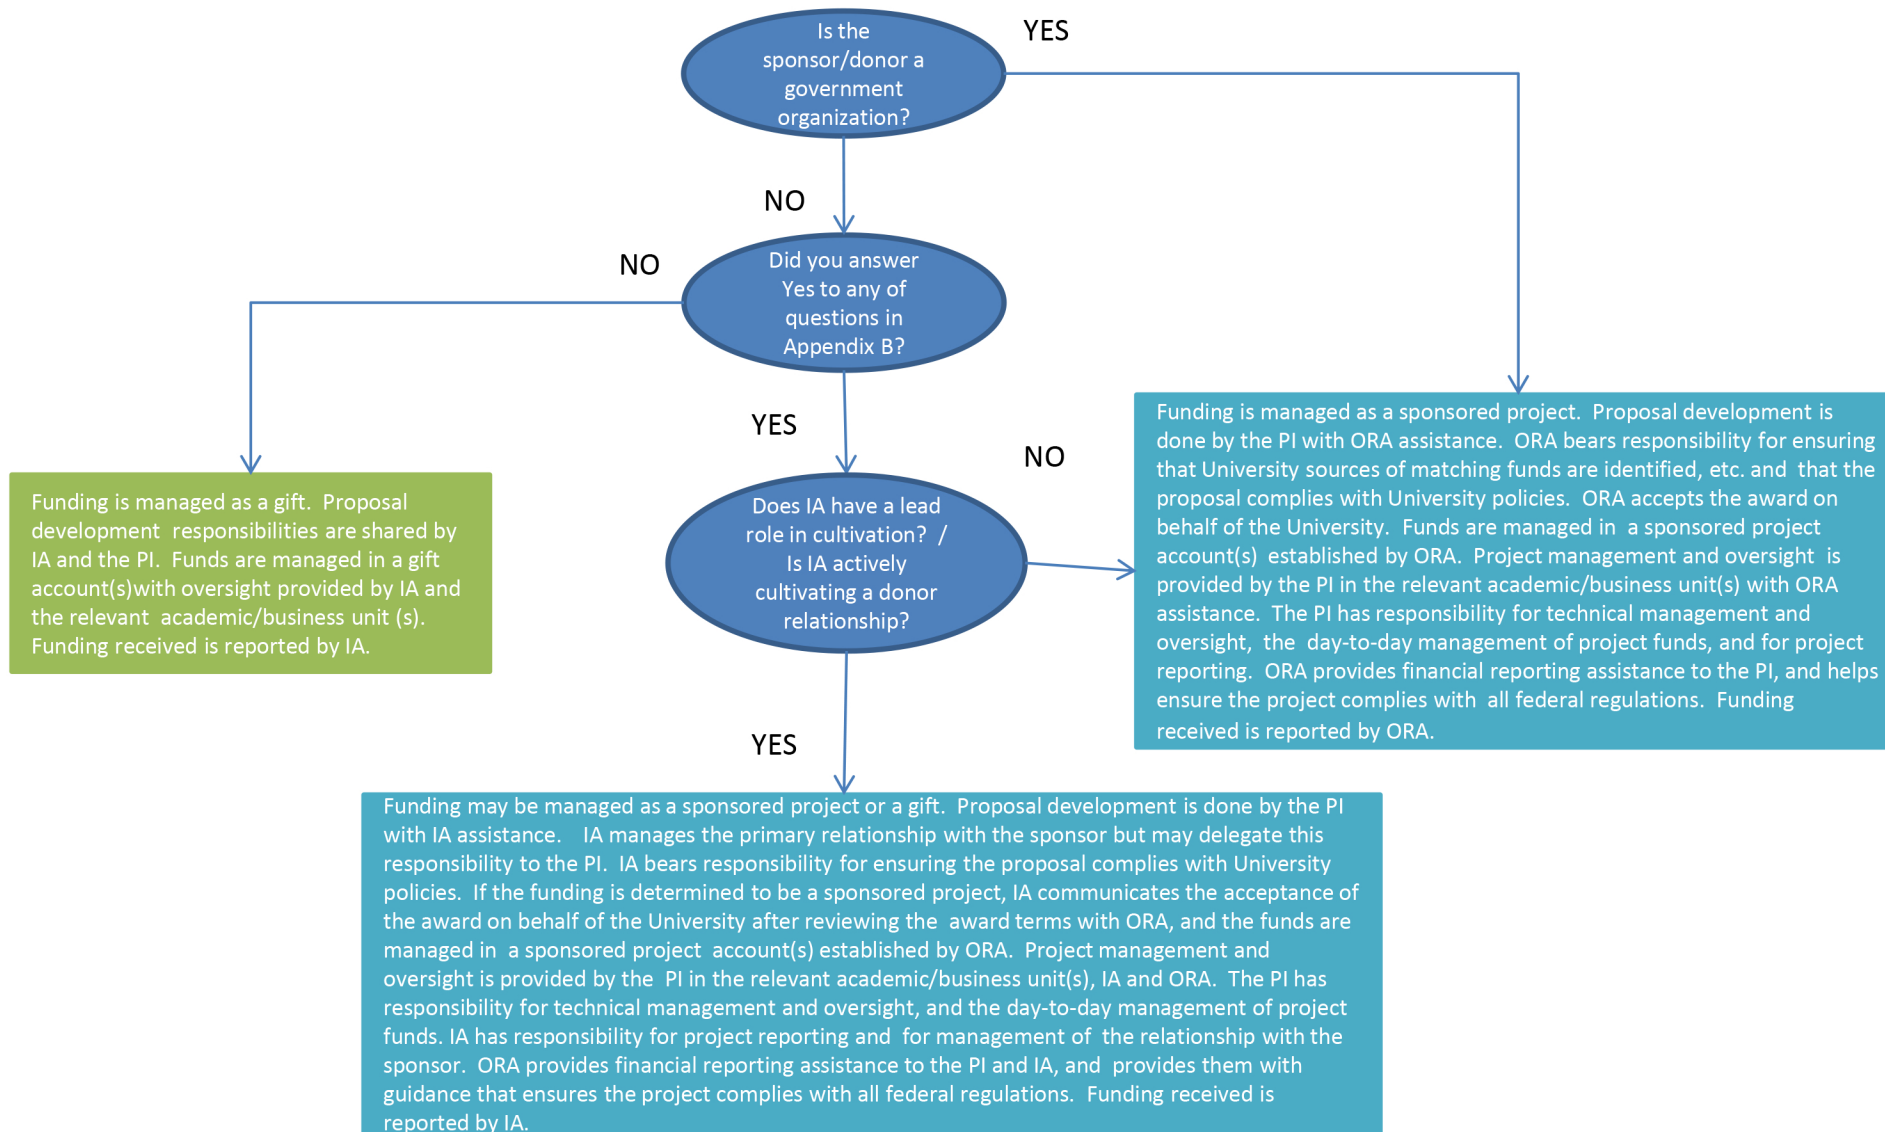 Is the
sponsor/donor a
government
organization?
YES
NO
Did you answer
Yes to any of
questions in
Appendix B?
NO
YES
Does IA have a lead
role in cultivation?  /
Is IA actively
cultivating a donor
relationship?
NO
YES
Funding is managed as a gift.  Proposal
development  responsibilities are shared by
IA and the PI.  Funds are managed in a gift
account(s)with oversight provided by IA and
the relevant  academic/business unit (s).
Funding received is reported by IA.
Funding is managed as a sponsored project.  Proposal development is
done by the PI with ORA assistance.  ORA bears responsibility for ensuring
that University sources of matching funds are identified, etc. and  that the
proposal complies with University policies.  ORA accepts the award on
behalf of the University.  Funds are managed in  a sponsored project
account(s)  established by ORA.  Project management and oversight  is
provided by the PI in the relevant academic/business unit(s) with ORA
assistance.  The PI has responsibility for technical management and
oversight,  the  day-to-day management of project funds, and for project
reporting.  ORA provides financial reporting assistance to the PI, and helps
ensure the project complies with  all federal regulations.  Funding
received is reported by ORA.
Funding may be managed as a sponsored project or a gift.  Proposal development is done by the PI
with IA assistance.    IA manages the primary relationship with the sponsor but may delegate this
responsibility to the PI.  IA bears responsibility for ensuring the proposal complies with University
policies.  If the funding is determined to be a sponsored project, IA communicates the acceptance of
the award on behalf of the University after reviewing the  award terms with ORA, and the funds are
managed in  a sponsored project  account(s) established by ORA.  Project management and
oversight is provided by the  PI in the relevant academic/business unit(s), IA and ORA.  The PI has
responsibility for technical management and oversight, and the day-to-day management of project
funds. IA has responsibility for project reporting and  for management of  the relationship with the
sponsor.  ORA provides financial reporting assistance to the PI and IA, and  provides them with
guidance that ensures the project complies with all federal regulations.  Funding received is
reported by IA.